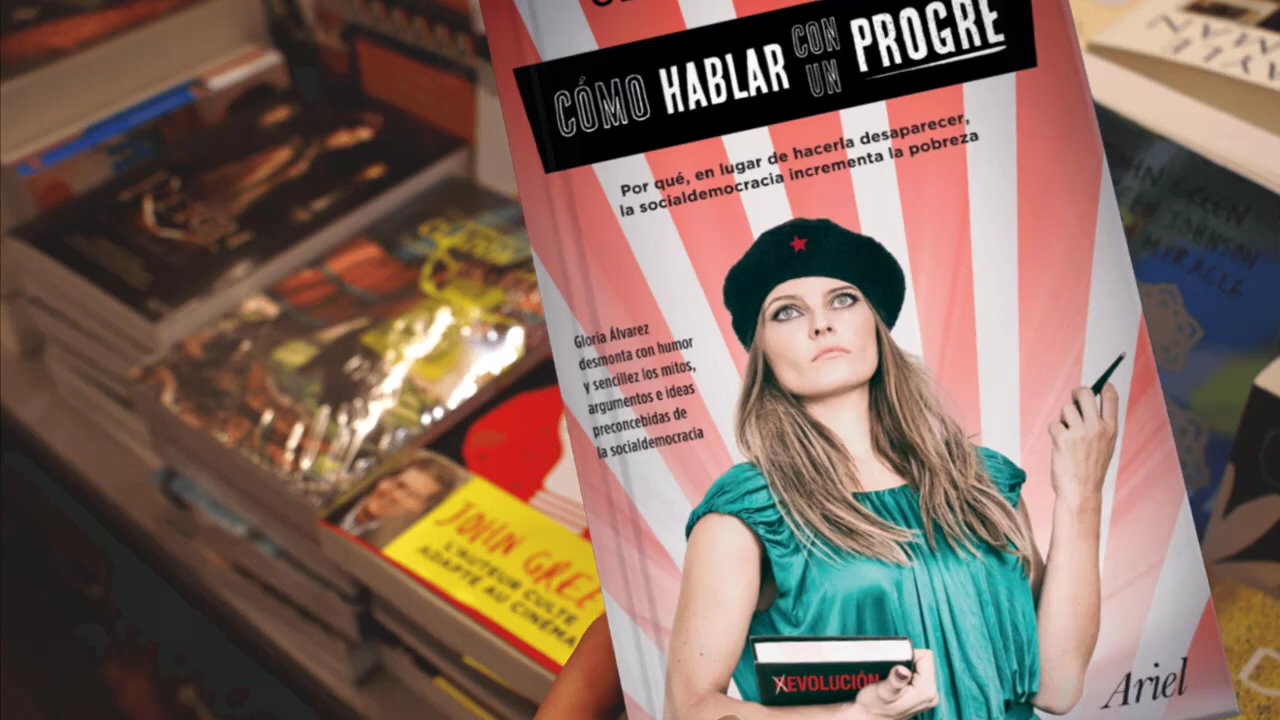 CÓMO HABLAR CON UN PROGRE
Por qué, en lugar de hacerla desaparecer,
la socialdemocracia incrementa la pobreza
Gloria Álvarez
desmonta con humor
y sencillez los mitos,
argumentos e ideas
preconcebidas de
la socialdemocracia
XEVOLUCIÓN
Ariel
JOHN GREE
L'AUTEUR CULTE
ADAPTÉ AU CINÉMA